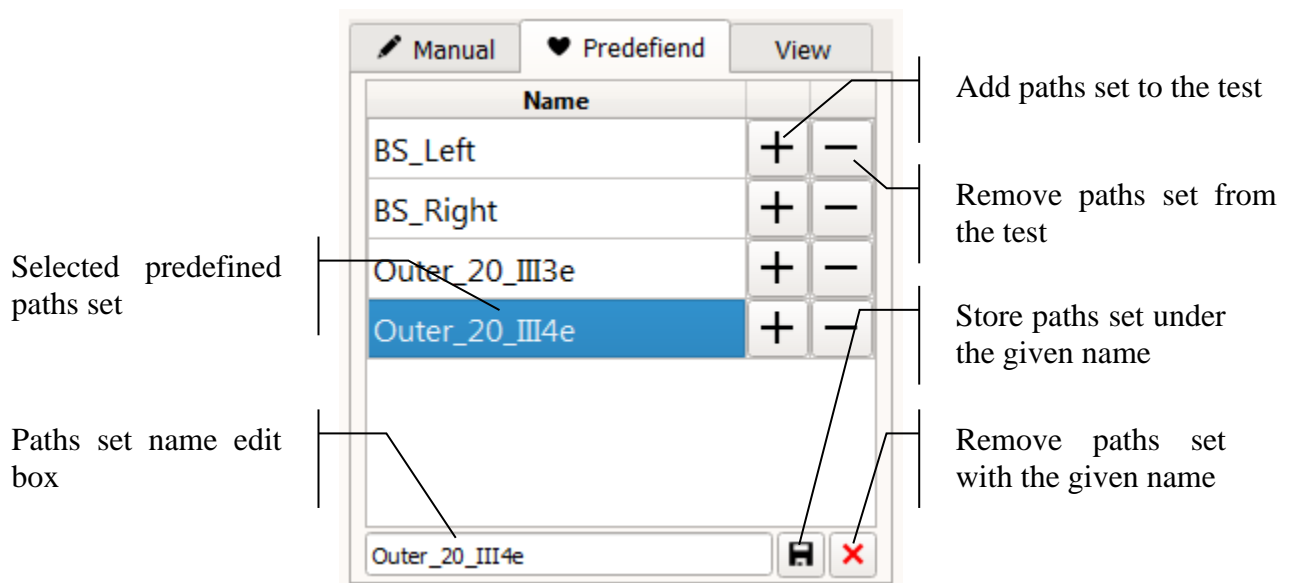 Manual
Predefiend
View
Name
BS_Left
BS_Right
Outer_20_III3e
Outer_20_III4e
Outer_20_III4e
Selected predefined
paths set
Paths set name edit
box
Add paths set to the test
Remove paths set from
the test
Store paths set under
the given name
Remove paths set
with the given name